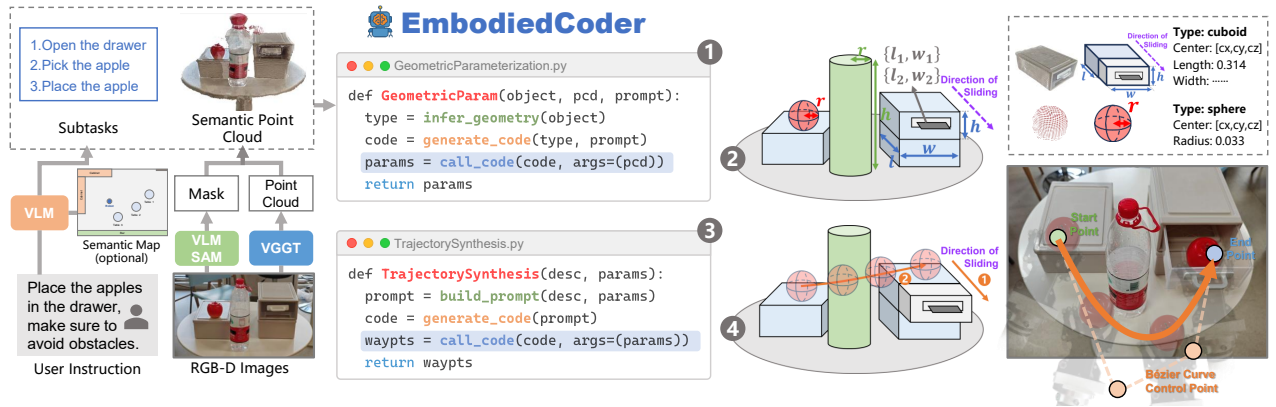 EmbodiedCoder
1.Open the drawer
2.Pick the apple
3.Place the apple
Subtasks
Semantic Point
Cloud
VLM
Semantic Map
(optional)
Mask
Point
Cloud
VLM
SAM
VGGT
Place the apples
in the drawer,
make sure to
avoid obstacles.
User Instruction
RGB-D Images
1
GeometricParameterization.py
def GeometricParam(object, pcd, prompt):
type = infer_geometry(object)
code = generate_code(type, prompt)
params = call_code(code, args=(pcd))
return params
3
TrajectorySynthesis.py
def TrajectorySynthesis(desc, params):
prompt = build_prompt(desc, params)
code = generate_code(prompt)
waypts = call_code(code, args=(params))
return waypts
2
r
{l₁, w₁}
{l₂, w₂}
Direction of
Sliding
r
h
h
l
w
4
Direction of
Sliding
1
2
Direction of
Sliding
l
w
h
Type: cuboid
Center: [cx,cy,cz]
Length: 0.314
Width: ······
r
Type: sphere
Center: [cx,cy,cz]
Radius: 0.033
Start
Point
End
Point
Bézier Curve
Control Point